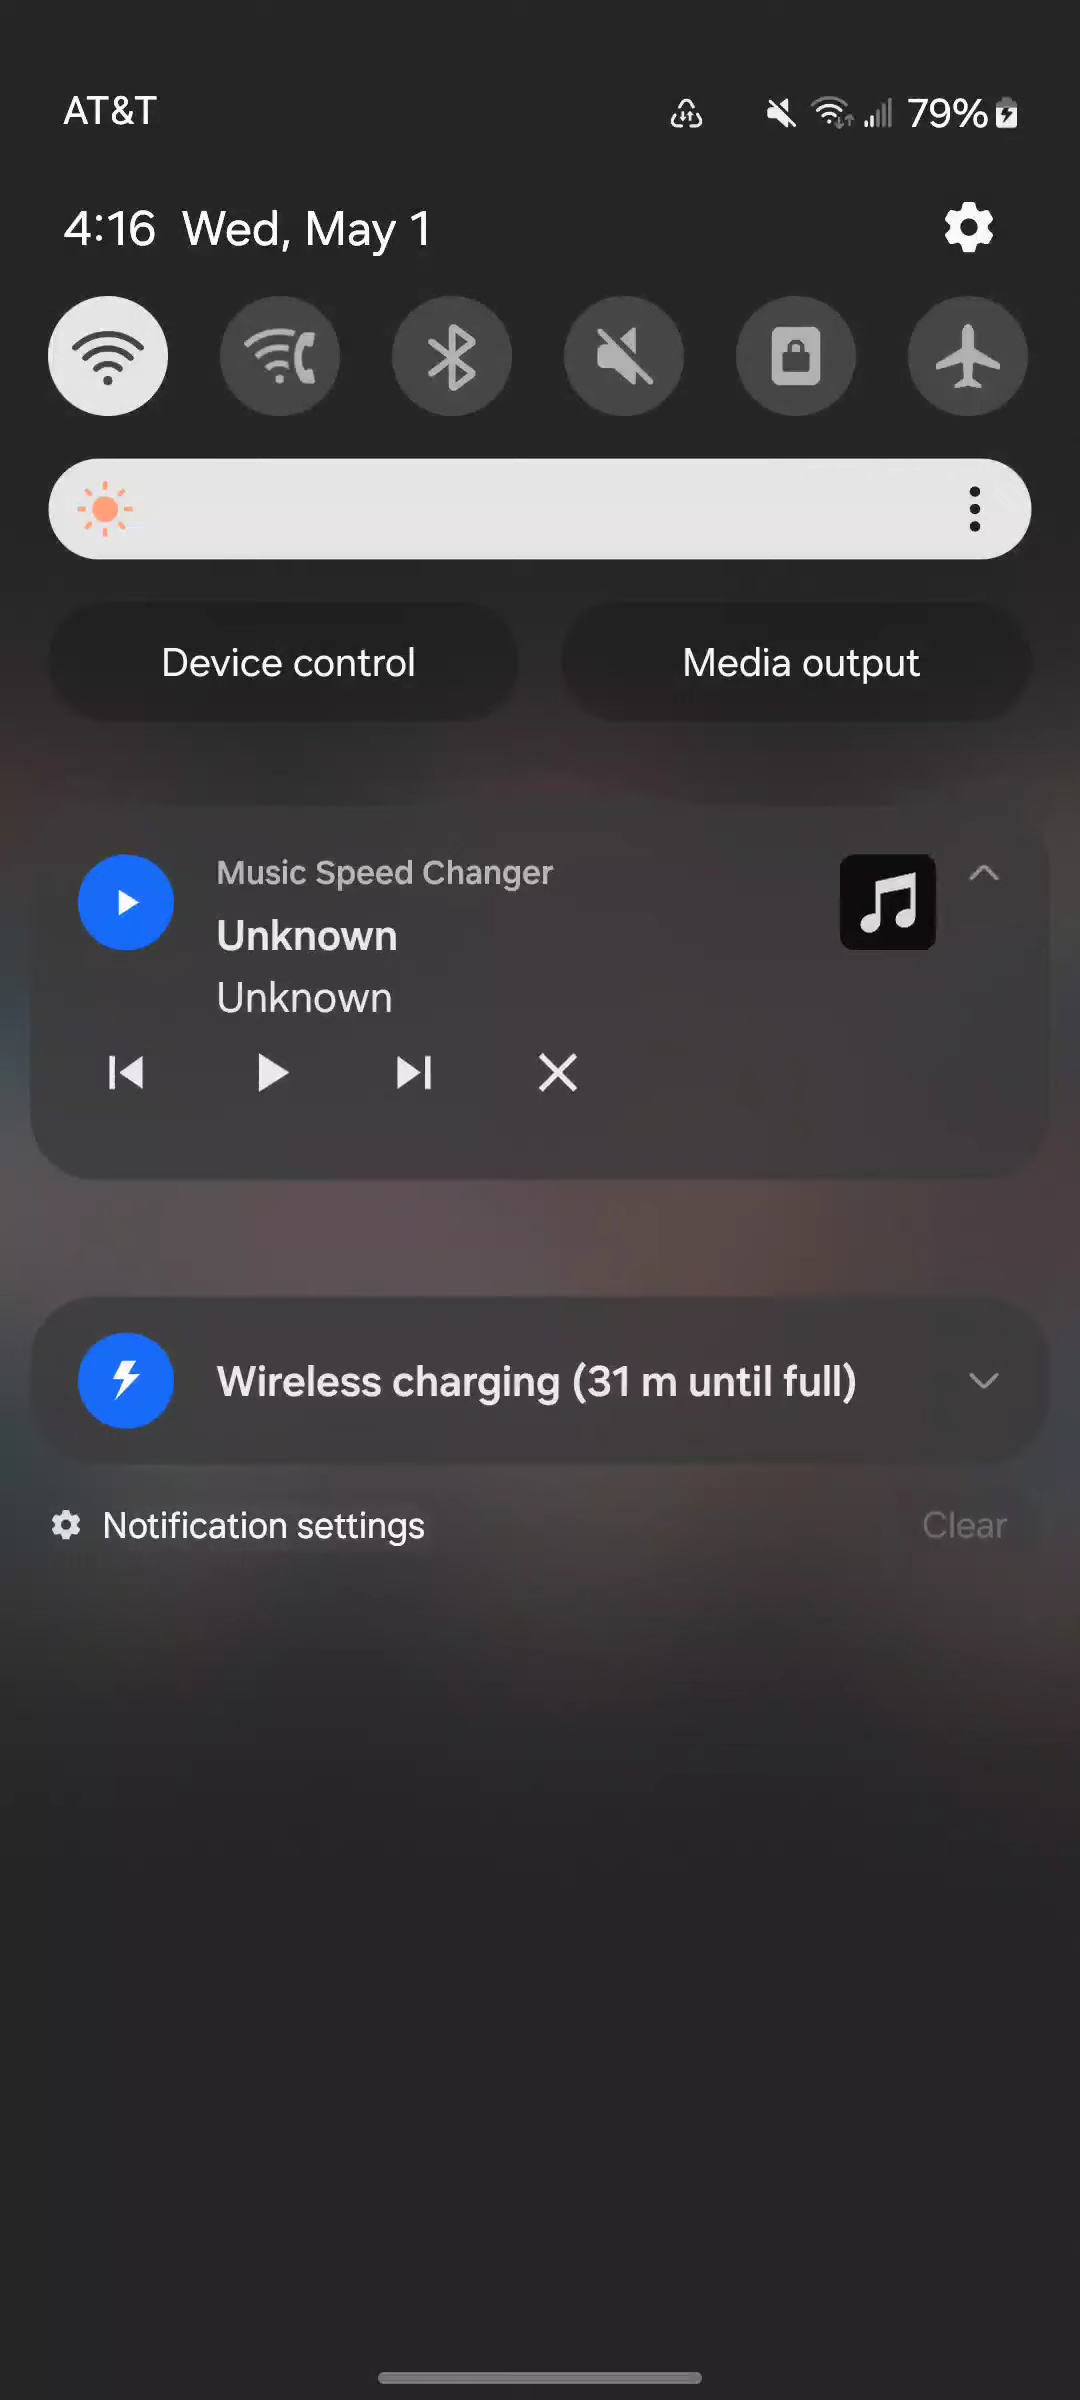 AT&T
79%
4:16 Wed, May 1
Device control
Media output
Music Speed Changer
Unknown
Unknown
Wireless charging (31 m until full)
Notification settings
Clear